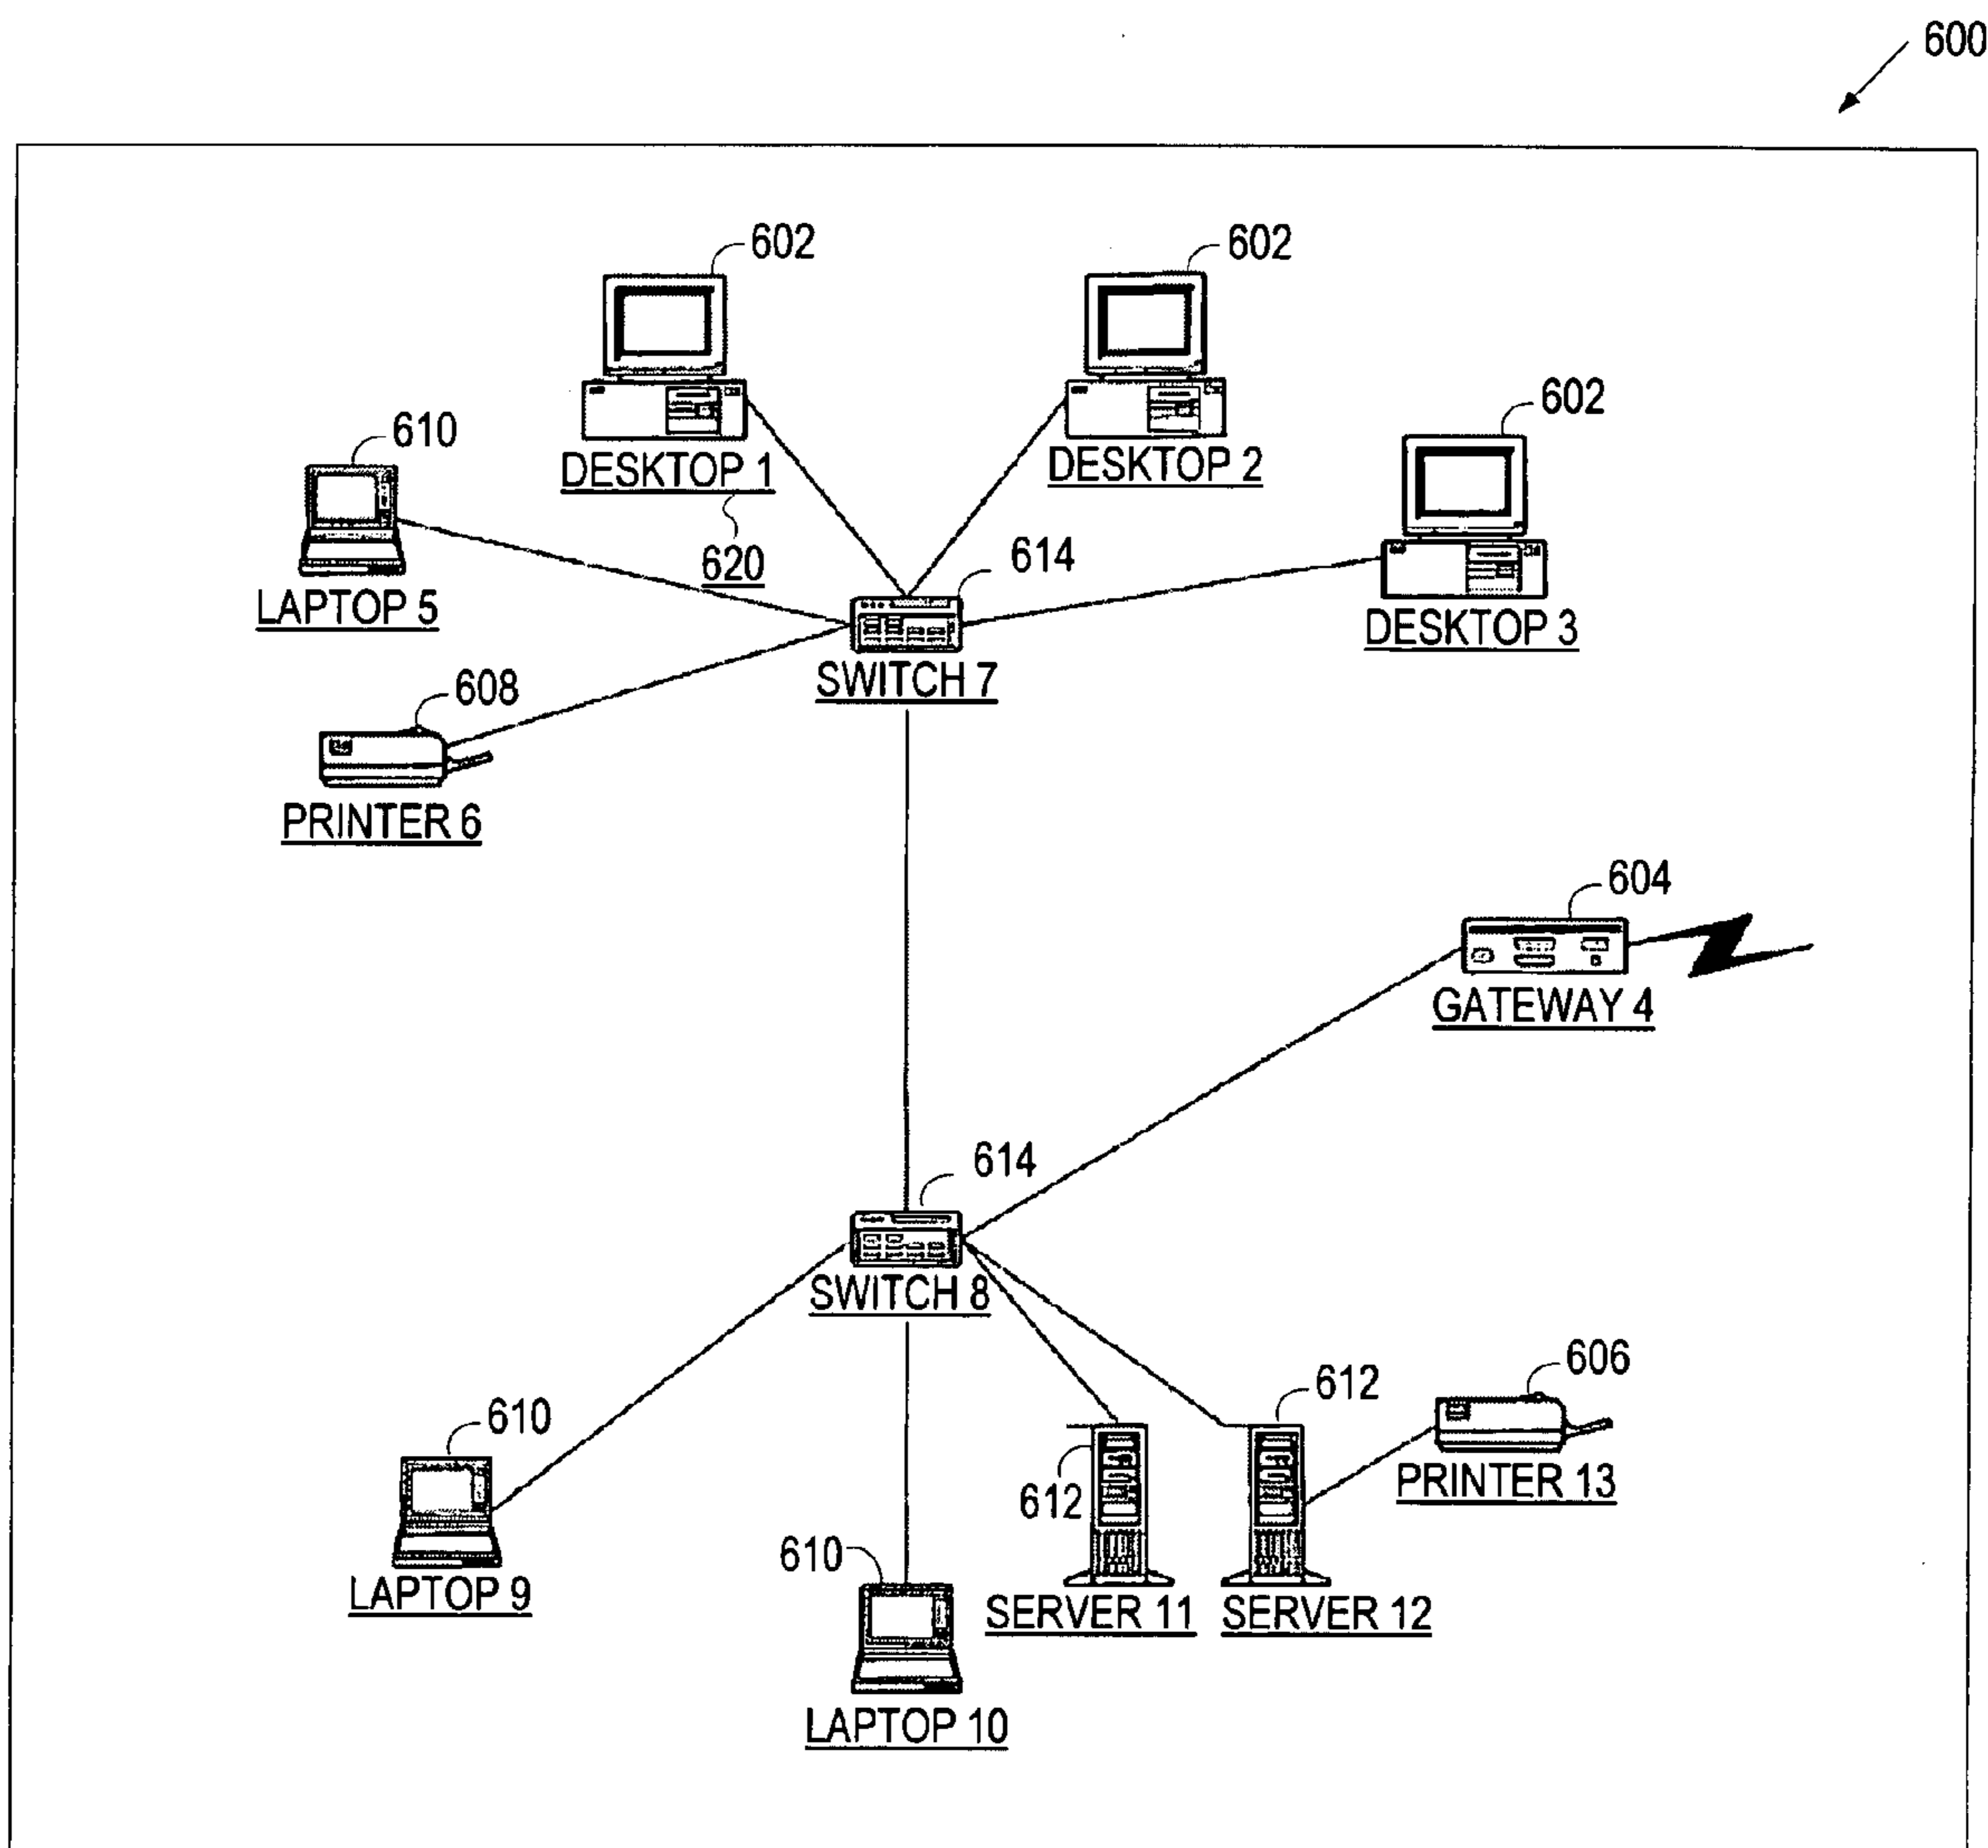 600
602
602
602
610
DESKTOP 1
DESKTOP 2
620
614
LAPTOP 5
DESKTOP 3
SWITCH 7
608
PRINTER 6
604
GATEWAY 4
614
SWITCH 8
606
612
610
612
PRINTER 13
610
LAPTOP 9
SERVER 11
SERVER 12
LAPTOP 10